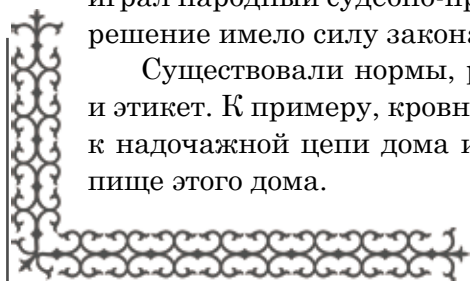 играл народный судебно-пр
решение имело силу закона
Существовали нормы, р
и этикет. К примеру, кровн
к надочажной цепи дома и
пище этого дома.